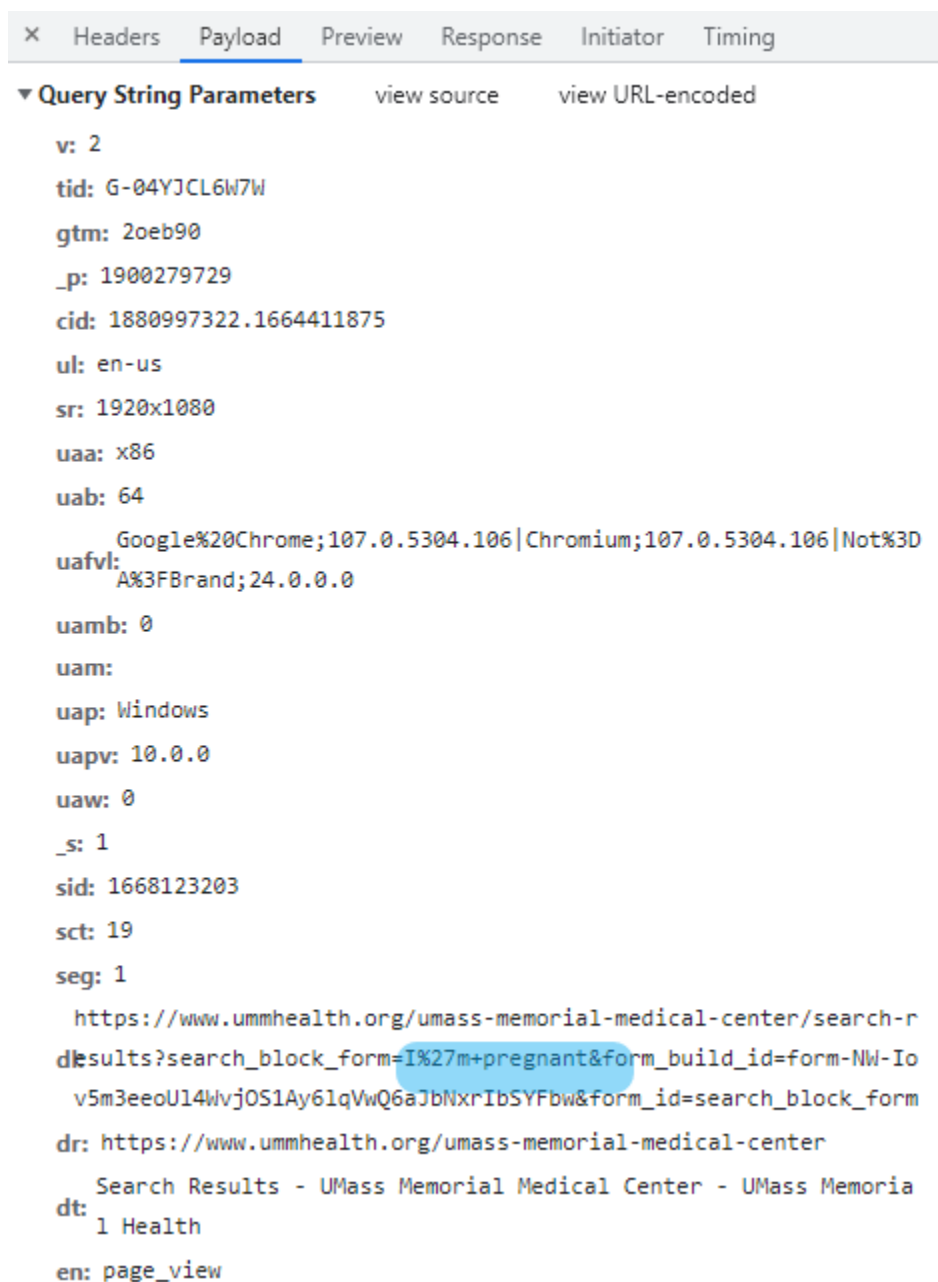 × Headers Payload Preview Response Initiator Timing
▼ Query String Parameters view source view URL-encoded
v: 2
tid: G-04YJCL6W7W
gtm: 2oeb90
_p: 1900279729
cid: 1880997322.1664411875
ul: en-us
sr: 1920x1080
uaa: x86
uab: 64
uafvl: Google%20Chrome;107.0.5304.106|Chromium;107.0.5304.106|Not%3D
A%3FBrand;24.0.0.0
uamb: 0
uam:
uap: Windows
uapv: 10.0.0
uaw: 0
_s: 1
sid: 1668123203
sct: 19
seg: 1
https://www.ummhealth.org/umass-memorial-medical-center/search-r
dl: esults?search_block_form=I%27m+pregnant&form_build_id=form-NW-Io
v5m3eeoUl4WvjOS1Ay6lqVwQ6aJbNxrIbSYFbw&form_id=search_block_form
dr: https://www.ummhealth.org/umass-memorial-medical-center
dt: Search Results - UMass Memorial Medical Center - UMass Memoria
l Health
en: page_view